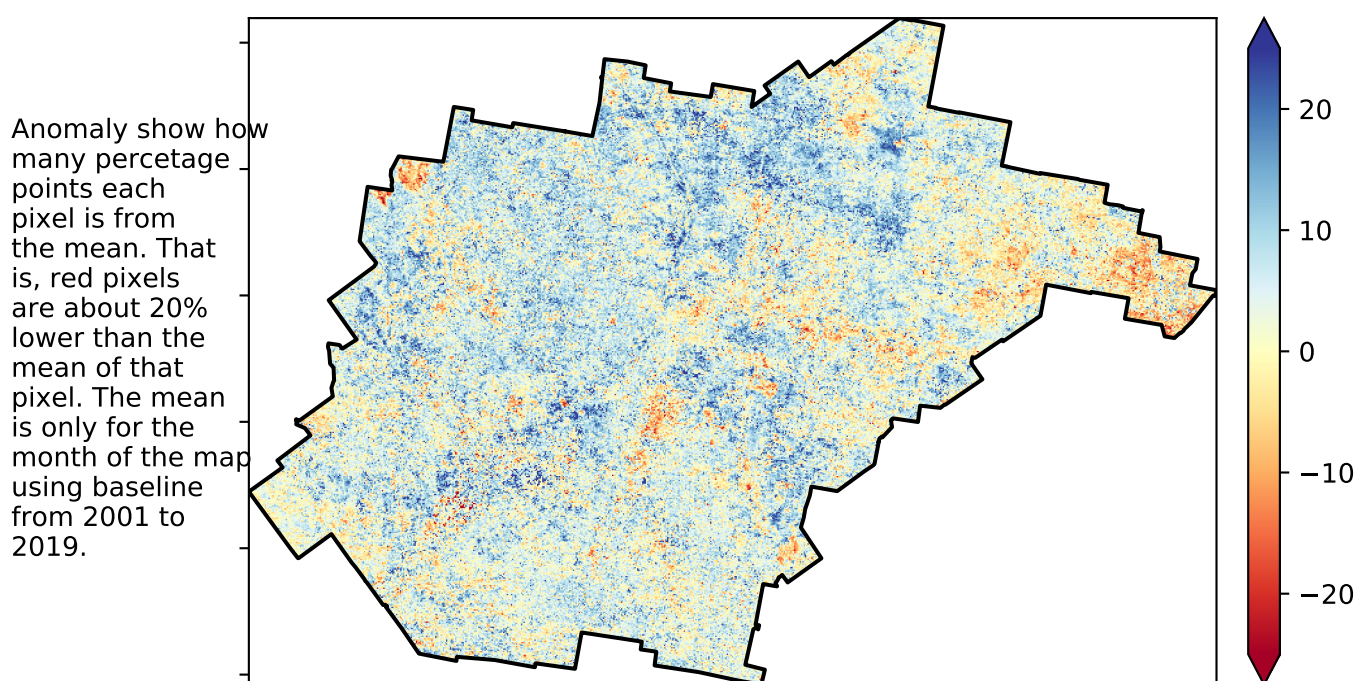 Anomaly show how
many percetage
points each
pixel is from
the mean. That
is, red pixels
are about 20%
lower than the
mean of that
pixel. The mean
is only for the
month of the map
using baseline
from 2001 to
2019.
20
10
0
−10
−20